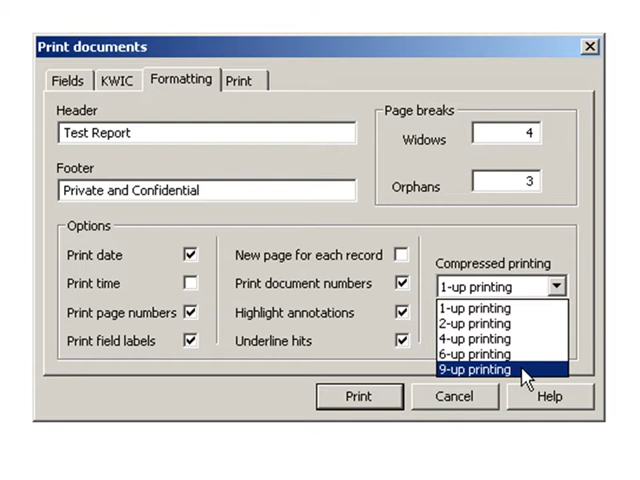 Print documents
Fields KWIC Formatting Print
Header
Test Report
Footer
Private and Confidential
Page breaks
Widows 4
Orphans 3
Options
Print date
Print time
Print page numbers
Print field labels
New page for each record
Print document numbers
Highlight annotations
Underline hits
Compressed printing
1-up printing
1-up printing
2-up printing
4-up printing
6-up printing
9-up printing
Print Cancel Help